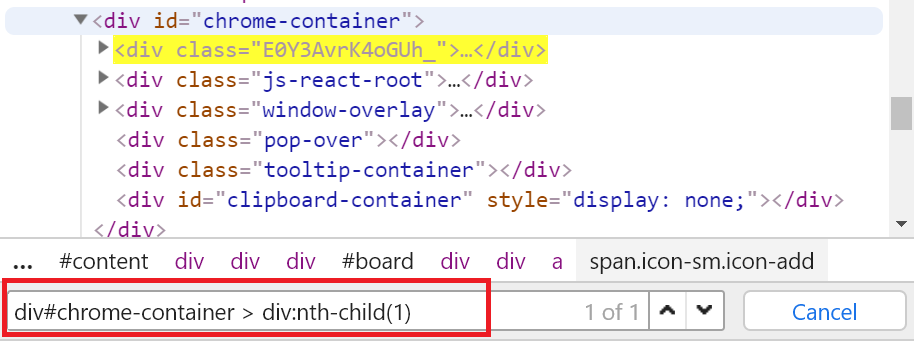 <div id="chrome-container">
<div class="E0Y3AvrK4oGUh_">…</div>
<div class="js-react-root">…</div>
<div class="window-overlay">…</div>
<div class="pop-over"></div>
<div class="tooltip-container"></div>
<div id="clipboard-container" style="display: none;"></div>
</div>
... #content div div div #board div div a span.icon-sm.icon-add
div#chrome-container > div:nth-child(1) 1 of 1 Cancel